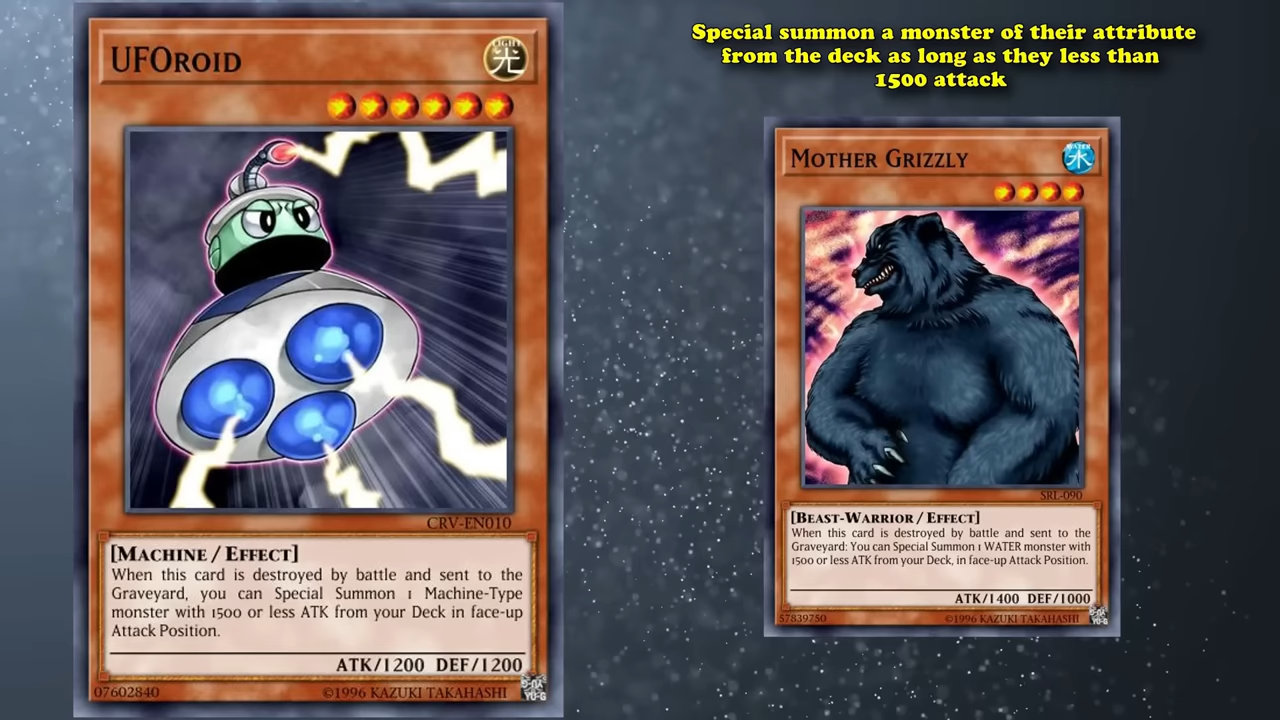 UFOroid
LIGHT
光
[Machine / Effect]
CRV-EN010
When this card is destroyed by battle and sent to the
Graveyard, you can Special Summon 1 Machine-Type
monster with 1500 or less ATK from your Deck in face-up
Attack Position.
ATK/1200 DEF/1200
07602840
©1996 KAZUKI TAKAHASHI
Special summon a monster of their attribute
from the deck as long as they less than
1500 attack
Mother Grizzly
WATER
水
SRL-090
[Beast-Warrior / Effect]
When this card is destroyed by battle and sent to the
Graveyard: You can Special Summon 1 WATER monster with
1500 or less ATK from your Deck, in face-up Attack Position.
ATK/1400 DEF/1000
57839750
©1996 KAZUKI TAKAHASHI